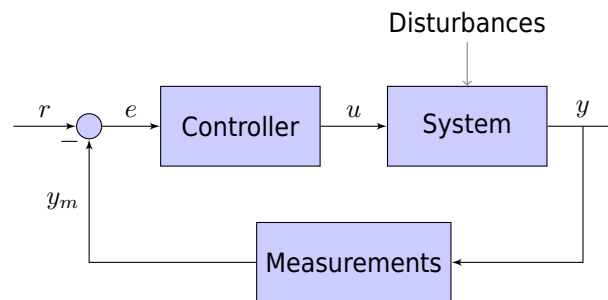 Disturbances
r
e
Controller
u
System
y
−
y_m
Measurements